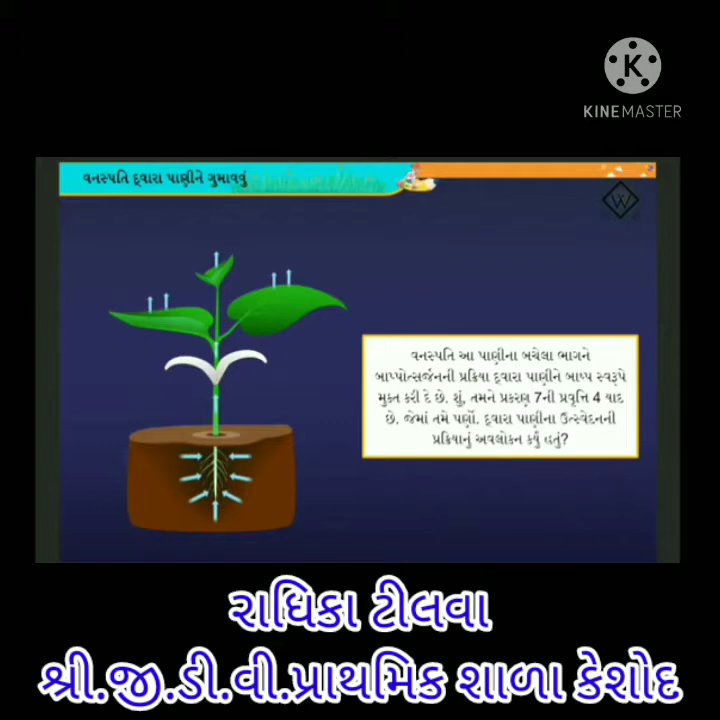 KINEMASTER
વનસ્પતિ દ્વારા પાણીને ગુમાવવું
વનસ્પતિ આ પાણીના બચેલા ભાગને
બાષ્પોત્સર્જનની પ્રક્રિયા દ્વારા પાણીને બાષ્પ સ્વરૂપે
મુક્ત કરી દે છે. શું, તમને પ્રકરણ 7ની પ્રવૃત્તિ 4 યાદ
છે, જેમાં તમે પર્ણો, દ્વારા પાણીના ઉત્સ્વેદનની
પ્રક્રિયાનું અવલોકન કર્યું હતું?
રાધિકા ટીલવા
શ્રી.જી.ડી.વી.પ્રાથમિક શાળા કેશોદ